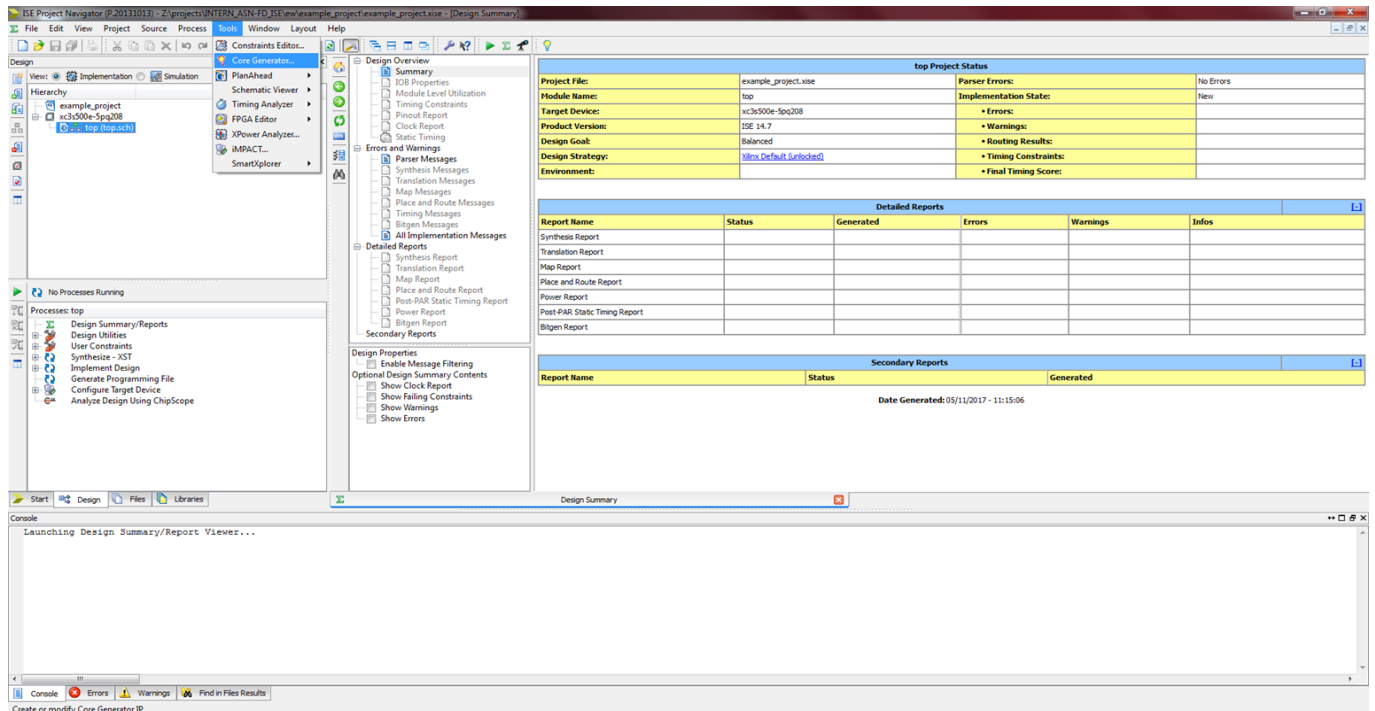 ISE Project Navigator (P.20131013) - Z:\projects\INTERN_ASN-FD_ISE\ew\example_project\example_project.xise - [Design Summary]
File Edit View Project Source Process Tools Window Layout Help
Constraints Editor...
Core Generator...
PlanAhead
Schematic Viewer
Timing Analyzer
FPGA Editor
XPower Analyzer...
iMPACT...
SmartXplorer
Design
View: Implementation Simulation
Hierarchy
example_project
xc3s500e-5pq208
top (top.sch)
No Processes Running
Processes: top
Design Summary/Reports
Design Utilities
User Constraints
Synthesize - XST
Implement Design
Generate Programming File
Configure Target Device
Analyze Design Using ChipScope
Start Design Files Libraries
Design Overview
Summary
IOB Properties
Module Level Utilization
Timing Constraints
Pinout Report
Clock Report
Static Timing
Errors and Warnings
Parser Messages
Synthesis Messages
Translation Messages
Map Messages
Place and Route Messages
Timing Messages
Bitgen Messages
All Implementation Messages
Detailed Reports
Synthesis Report
Translation Report
Map Report
Place and Route Report
Post-PAR Static Timing Report
Power Report
Bitgen Report
Secondary Reports
Design Properties
Enable Message Filtering
Optional Design Summary Contents
Show Clock Report
Show Failing Constraints
Show Warnings
Show Errors
top Project Status
Project File: example_project.xise Parser Errors: No Errors
Module Name: top Implementation State: New
Target Device: xc3s500e-5pq208 • Errors:
Product Version: ISE 14.7 • Warnings:
Design Goal: Balanced • Routing Results:
Design Strategy: Xilinx Default (unlocked) • Timing Constraints:
Environment: • Final Timing Score:
Detailed Reports [-]
Report Name Status Generated Errors Warnings Infos
Synthesis Report
Translation Report
Map Report
Place and Route Report
Power Report
Post-PAR Static Timing Report
Bitgen Report
Secondary Reports [-]
Report Name Status Generated
Date Generated: 05/11/2017 - 11:15:06
Design Summary
Console
Launching Design Summary/Report Viewer...
Console Errors Warnings Find in Files Results
Create or modify Core Generator IP